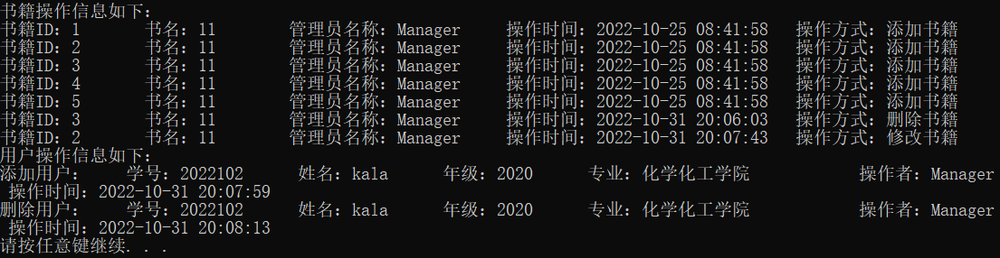 书籍操作信息如下：
书籍ID：1 书名：11 管理员名称：Manager 操作时间：2022-10-25 08:41:58 操作方式：添加书籍
书籍ID：2 书名：11 管理员名称：Manager 操作时间：2022-10-25 08:41:58 操作方式：添加书籍
书籍ID：3 书名：11 管理员名称：Manager 操作时间：2022-10-25 08:41:58 操作方式：添加书籍
书籍ID：4 书名：11 管理员名称：Manager 操作时间：2022-10-25 08:41:58 操作方式：添加书籍
书籍ID：5 书名：11 管理员名称：Manager 操作时间：2022-10-25 08:41:58 操作方式：添加书籍
书籍ID：3 书名：11 管理员名称：Manager 操作时间：2022-10-31 20:06:03 操作方式：删除书籍
书籍ID：2 书名：11 管理员名称：Manager 操作时间：2022-10-31 20:07:43 操作方式：修改书籍
用户操作信息如下：
添加用户： 学号：2022102 姓名：kala 年级：2020 专业：化学化工学院 操作者：Manager
操作时间：2022-10-31 20:07:59
删除用户： 学号：2022102 姓名：kala 年级：2020 专业：化学化工学院 操作者：Manager
操作时间：2022-10-31 20:08:13
请按任意键继续. . .